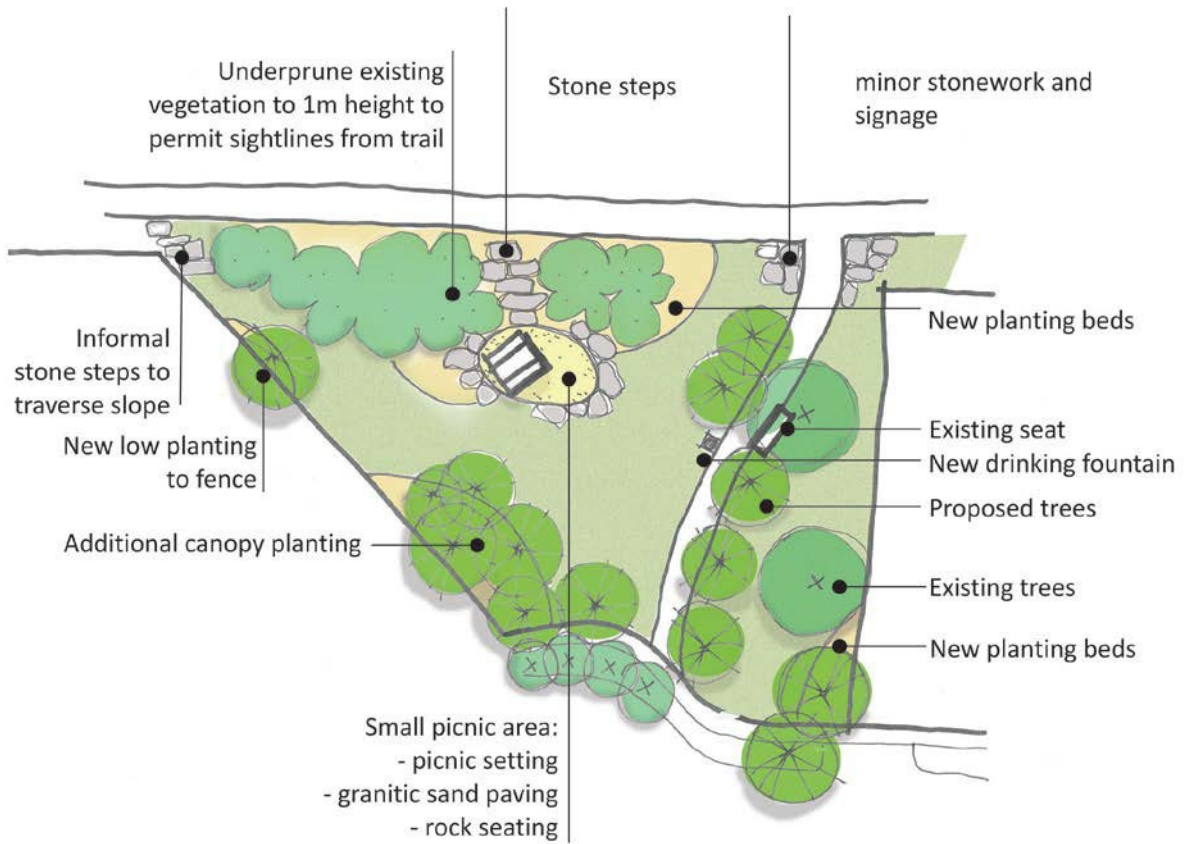 Underprune existing
vegetation to 1m height to
permit sightlines from trail
Stone steps
minor stonework and
signage
Informal
stone steps to
traverse slope
New low planting
to fence
Additional canopy planting
Small picnic area:
- picnic setting
- granitic sand paving
- rock seating
New planting beds
Existing seat
New drinking fountain
Proposed trees
Existing trees
New planting beds